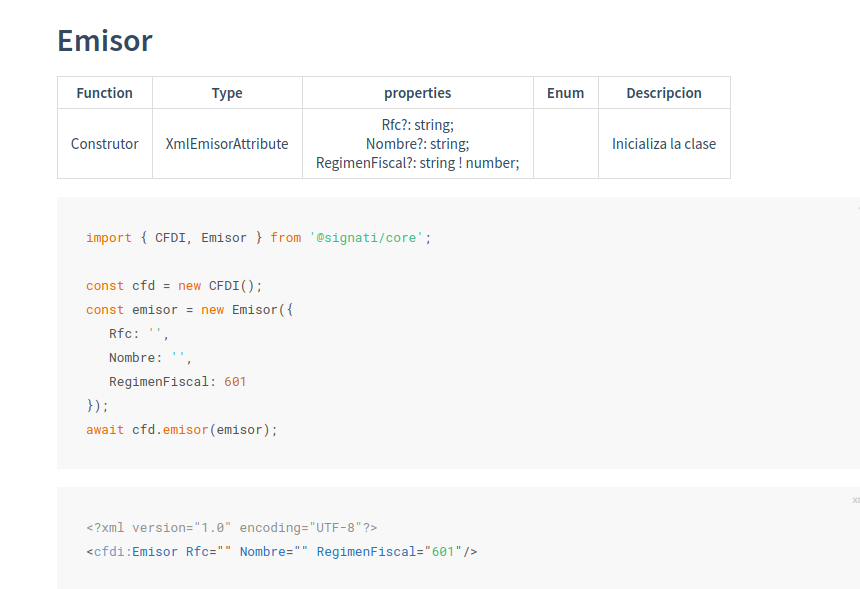 Emisor
Function Type properties Enum Descripcion
Construtor XmlEmisorAttribute Rfc?: string; Inicializa la clase
Nombre?: string;
RegimenFiscal?: string ! number;
import { CFDI, Emisor } from '@signati/core';
const cfd = new CFDI();
const emisor = new Emisor({
Rfc: '',
Nombre: '',
RegimenFiscal: 601
});
await cfd.emisor(emisor);
<?xml version="1.0" encoding="UTF-8"?>
<cfdi:Emisor Rfc="" Nombre="" RegimenFiscal="601"/>